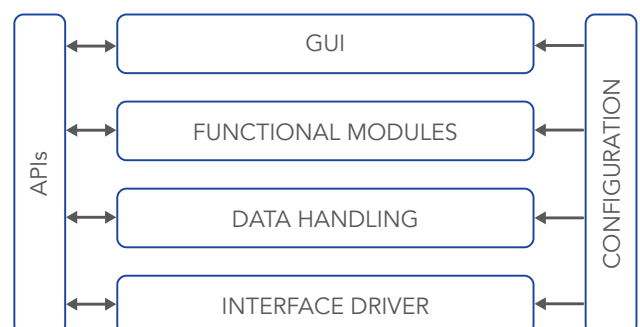 GUI
FUNCTIONAL MODULES
APIs
DATA HANDLING
CONFIGURATION
INTERFACE DRIVER